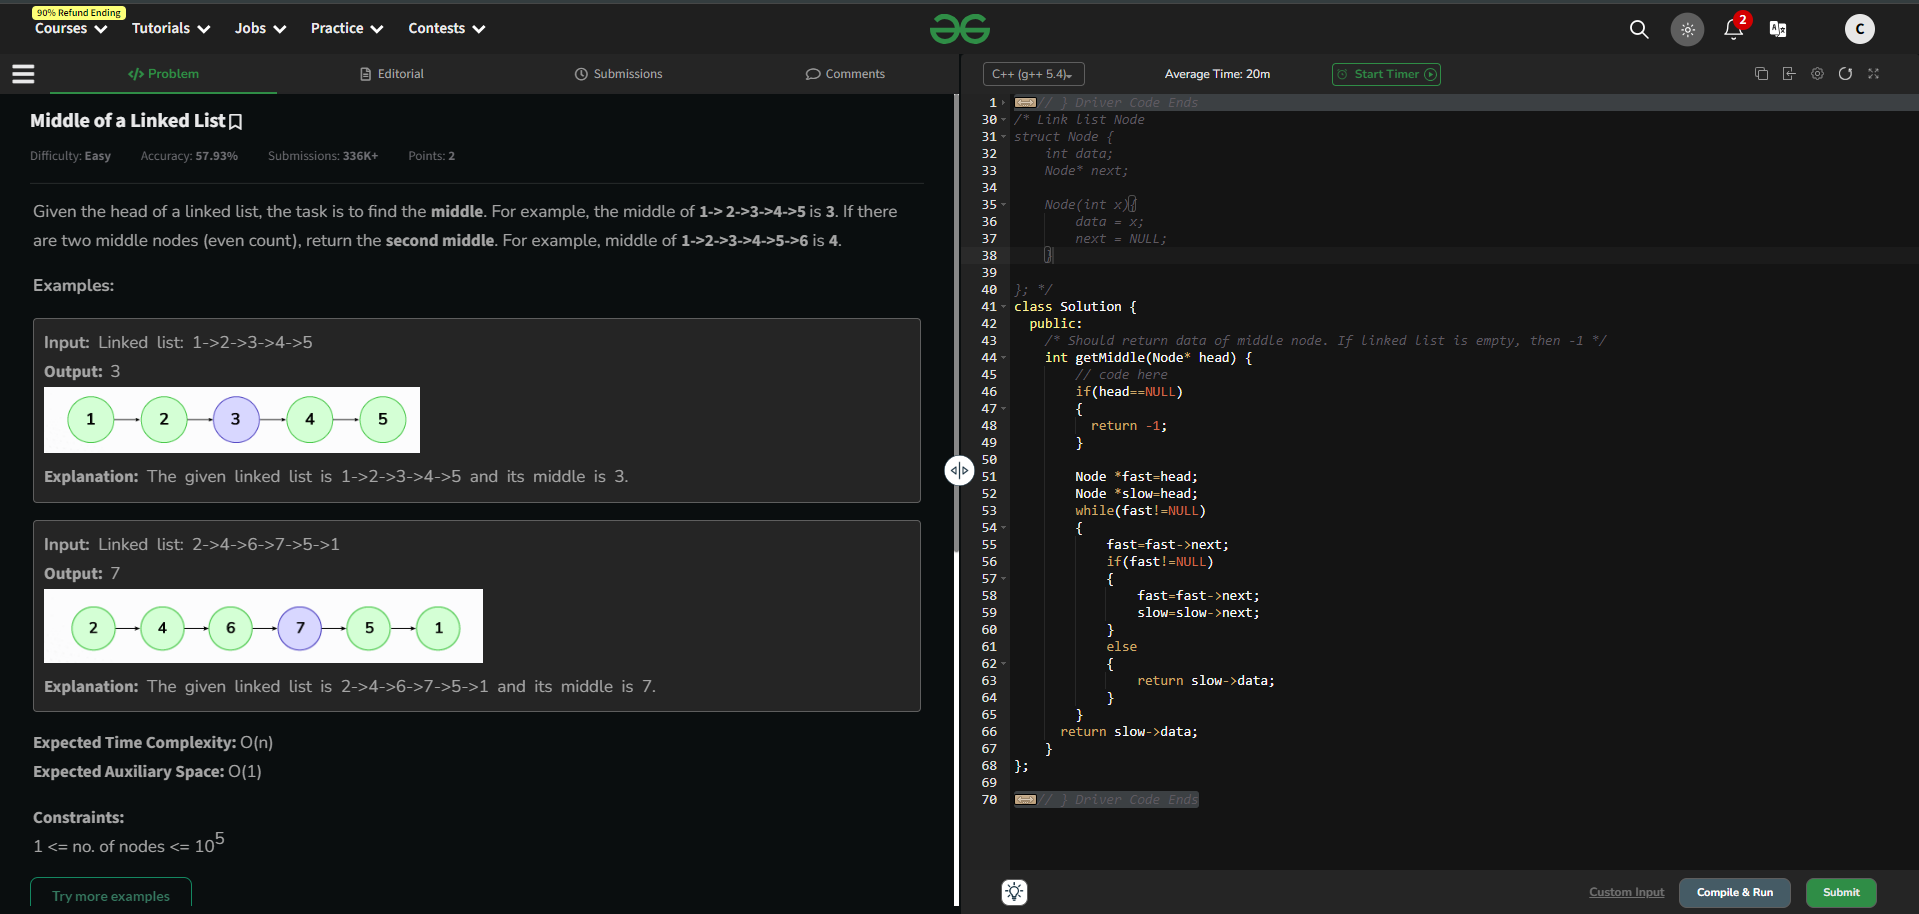 90% Refund Ending
Courses Tutorials Jobs Practice Contests
2
C
Problem Editorial Submissions Comments
Middle of a Linked List
Difficulty: Easy Accuracy: 57.93% Submissions: 336K+ Points: 2
Given the head of a linked list, the task is to find the middle. For example, the middle of 1-> 2->3->4->5 is 3. If there
are two middle nodes (even count), return the second middle. For example, middle of 1->2->3->4->5->6 is 4.
Examples:
Input: Linked list: 1->2->3->4->5
Output: 3
1 2 3 4 5
Explanation: The given linked list is 1->2->3->4->5 and its middle is 3.
Input: Linked list: 2->4->6->7->5->1
Output: 7
2 4 6 7 5 1
Explanation: The given linked list is 2->4->6->7->5->1 and its middle is 7.
Expected Time Complexity: O(n)
Expected Auxiliary Space: O(1)
Constraints:
1 <= no. of nodes <= 10^5
Try more examples
C++ (g++ 5.4) Average Time: 20m Start Timer
1 // } Driver Code Ends
30 /* Link list Node
31 struct Node {
32 int data;
33 Node* next;
34
35 Node(int x){
36 data = x;
37 next = NULL;
38 }
39
40 }; */
41 class Solution {
42 public:
43 /* Should return data of middle node. If linked list is empty, then -1 */
44 int getMiddle(Node* head) {
45 // code here
46 if(head==NULL)
47 {
48 return -1;
49 }
50
51 Node *fast=head;
52 Node *slow=head;
53 while(fast!=NULL)
54 {
55 fast=fast->next;
56 if(fast!=NULL)
57 {
58 fast=fast->next;
59 slow=slow->next;
60 }
61 else
62 {
63 return slow->data;
64 }
65 }
66 return slow->data;
67 }
68 };
69
70 // } Driver Code Ends
Custom Input Compile & Run Submit